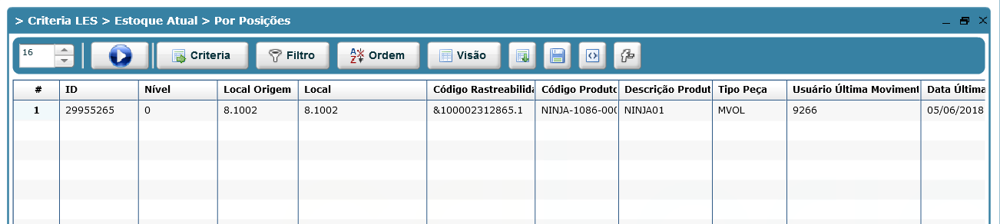 > Criteria LES > Estoque Atual > Por Posições
16 Criteria Filtro Ordem Visão
# ID Nível Local Origem Local Código Rastreabilida Código Produto Descrição Produt Tipo Peça Usuário Última Moviment Data Última
1 29955265 0 8.1002 8.1002 &100002312865.1 NINJA-1086-000 NINJA01 MVOL 9266 05/06/2018